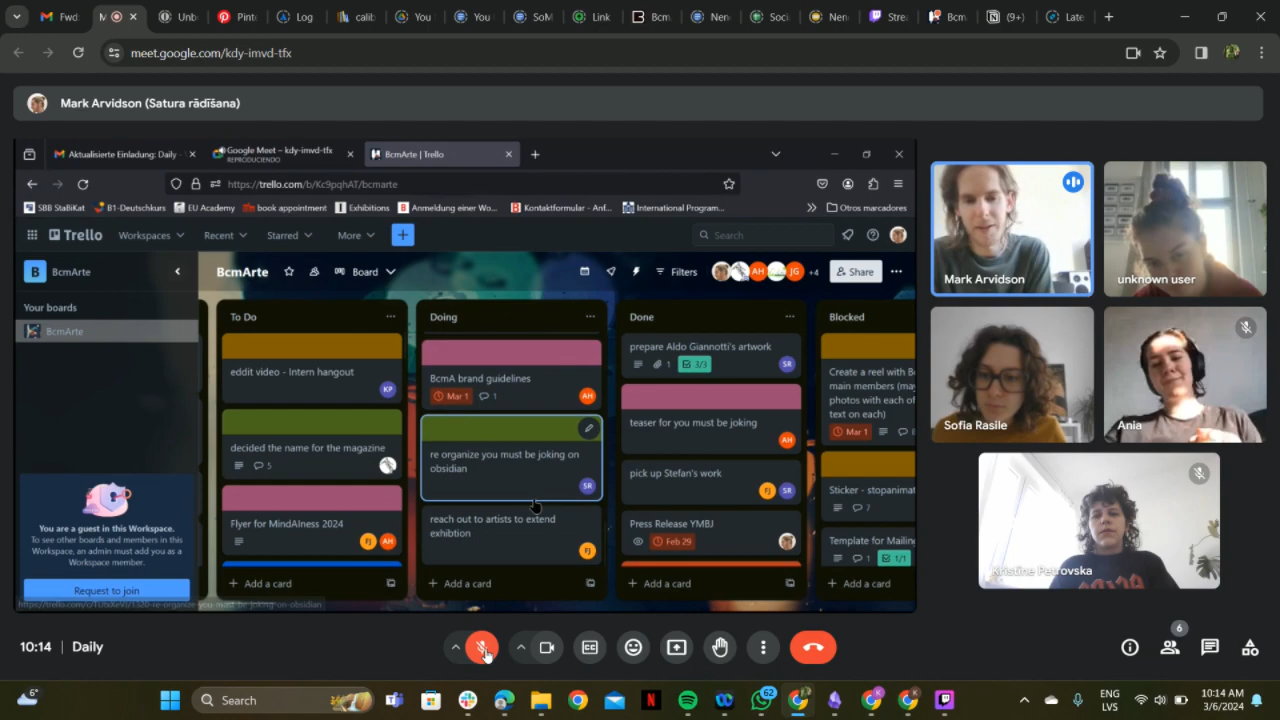 Fwd:
M
Unb
Pinte
Log
calib
You
You
SoM
Link
Bcm
Nen
Soci
Nen
Stre
Bcm
(9+)
Late
meet.google.com/kdy-imvd-tfx
Mark Arvidson (Satura rādīšana)
Aktualisierte Einladung: Daily -
Google Meet – kdy-imvd-tfx
REPRODUCIENDO
BcmArte | Trello
https://trello.com/b/Kc9pqhAT/bcmarte
SBB StaBiKat
B1-Deutschkurs
EU Academy
book appointment
Exhibitions
Anmeldung einer Wo...
Kontaktformular - Anf...
International Program...
Otros marcadores
Trello
Workspaces
Recent
Starred
More
Search
B
BcmArte
BcmArte
Board
Filters
AH
JG
+4
Share
Your boards
BcmArte
You are a guest in this Workspace.
To see other boards and members in this
Workspace, an admin must add you as a
Workspace member.
Request to join
To Do
eddit video - Intern hangout
KP
decided the name for the magazine
5
Flyer for MindAIness 2024
FJ
AH
Add a card
Doing
BcmA brand guidelines
Mar 1
1
AH
re organize you must be joking on
obsidian
SR
reach out to artists to extend
exhbition
FJ
Add a card
Done
prepare Aldo Giannotti's artwork
1
3/3
SR
teaser for you must be joking
AH
pick up Stefan's work
FJ
SR
Press Release YMBJ
Feb 29
Add a card
Blocked
Create a reel with B
main members (may
photos with each of
text on each)
Mar 1
Sticker - stopanimat
7
Template for Mailin
1
1/1
Add a card
Mark Arvidson
unknown user
Sofia Rasile
Ania
Kristine Petrovska
10:14
Daily
6
6°
Search
62
ENG
LVS
10:14 AM
3/6/2024